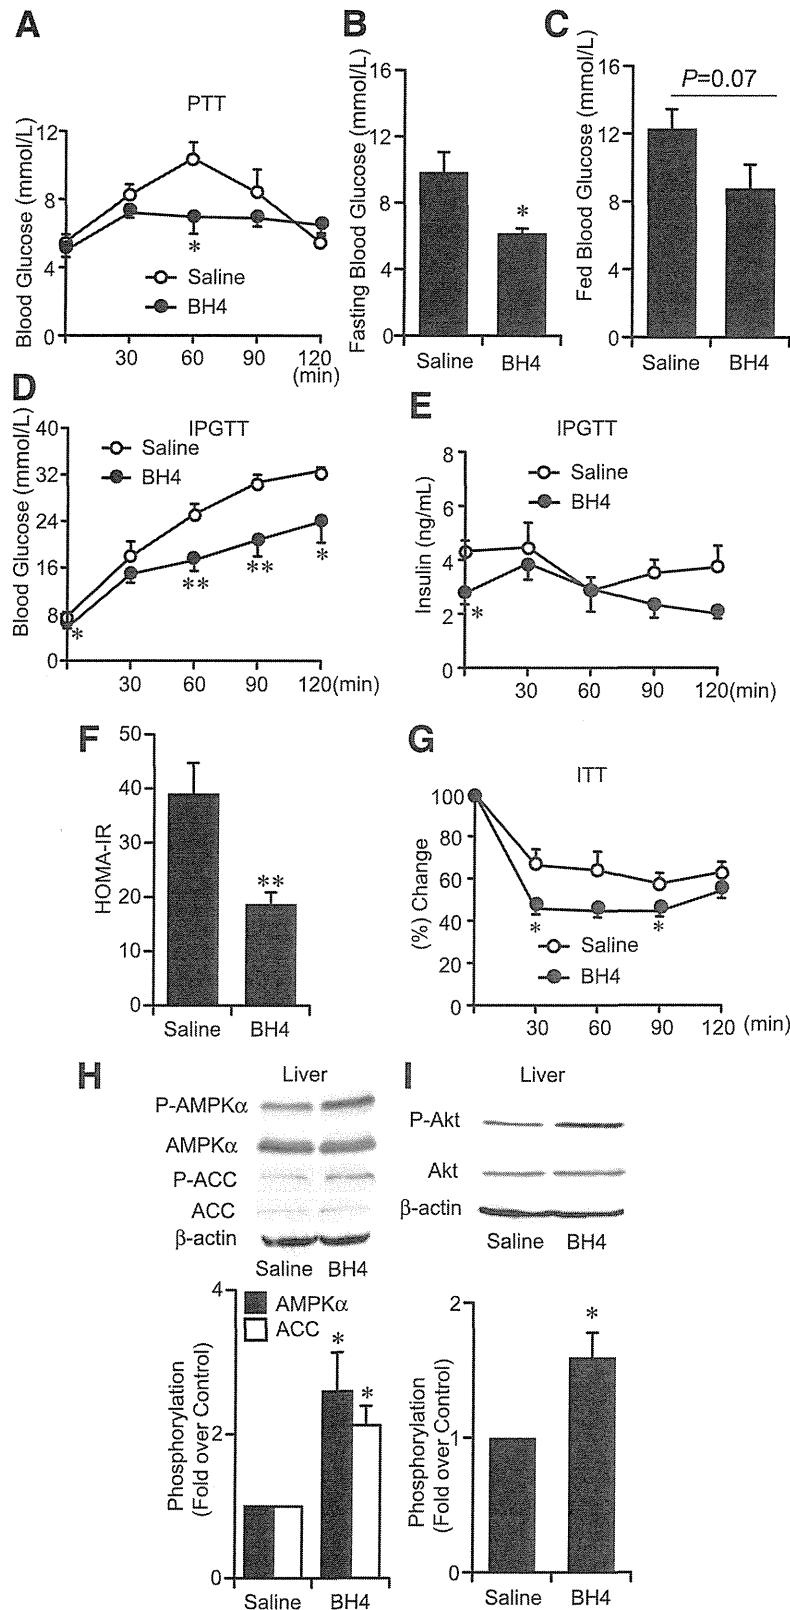 A
PTT
Blood Glucose (mmol/L)
12
8
4
0
*
Saline
BH4
30
60
90
120
(min)
B
Fasting Blood Glucose (mmol/L)
16
12
8
4
0
*
Saline
BH4
C
Fed Blood Glucose (mmol/L)
16
12
8
4
0
P=0.07
Saline
BH4
D
IPGTT
Blood Glucose (mmol/L)
40
32
24
16
8
0
Saline
BH4
*
**
**
*
30
60
90
120(min)
E
IPGTT
Insulin (ng/mL)
8
6
4
2
0
Saline
BH4
*
30
60
90
120(min)
F
HOMA-IR
50
40
30
20
10
0
**
Saline
BH4
G
ITT
(%) Change
100
80
60
40
20
0
*
*
Saline
BH4
30
60
90
120
(min)
H
Liver
P-AMPKα
AMPKα
P-ACC
ACC
β-actin
Saline BH4
Phosphorylation
(Fold over Control)
4
2
0
AMPKα
ACC
*
*
Saline
BH4
I
Liver
P-Akt
Akt
β-actin
Saline BH4
Phosphorylation
(Fold over Control)
2
1
0
*
Saline
BH4